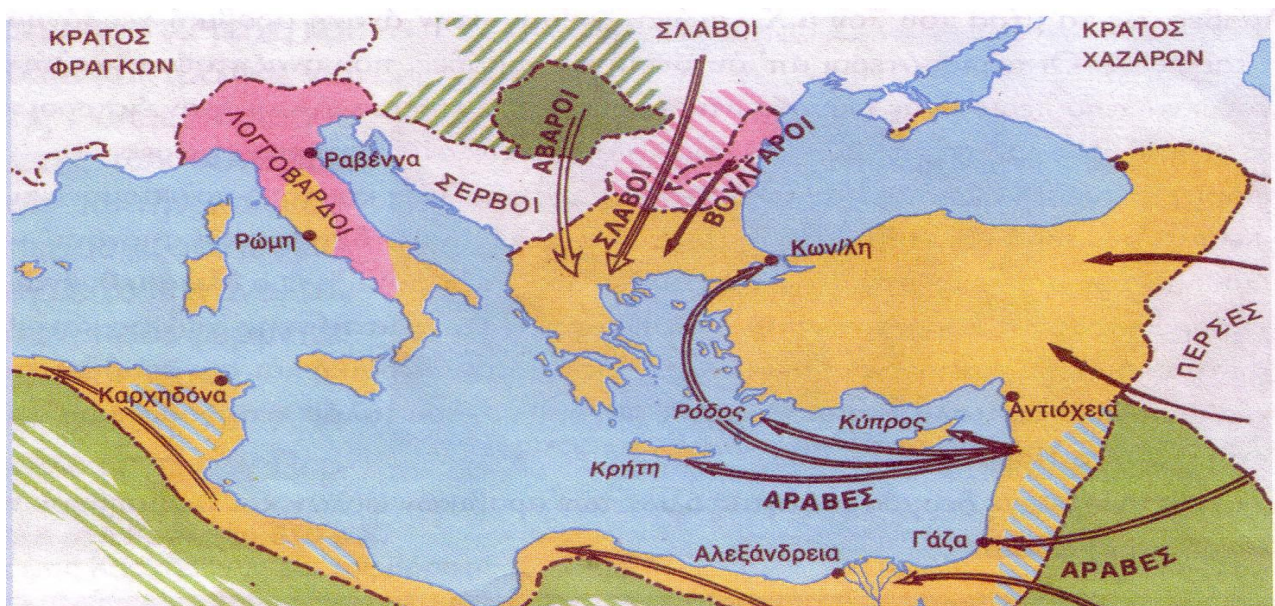 ΚΡΑΤΟΣ
ΦΡΑΓΚΩΝ
ΣΛΑΒΟΙ
ΚΡΑΤΟΣ
ΧΑΖΑΡΩΝ
ΛΟΓΓΟΒΑΡΔΟΙ
Ραβέννα
ΑΒΑΡΟΙ
ΣΕΡΒΟΙ
ΣΛΑΒΟΙ
ΒΟΥΛΓΑΡΟΙ
Ρώμη
Κων/λη
ΠΕΡΣΕΣ
Καρχηδόνα
Ρόδος
Κύπρος
Αντιόχεια
Κρήτη
ΑΡΑΒΕΣ
Αλεξάνδρεια
Γάζα
ΑΡΑΒΕΣ